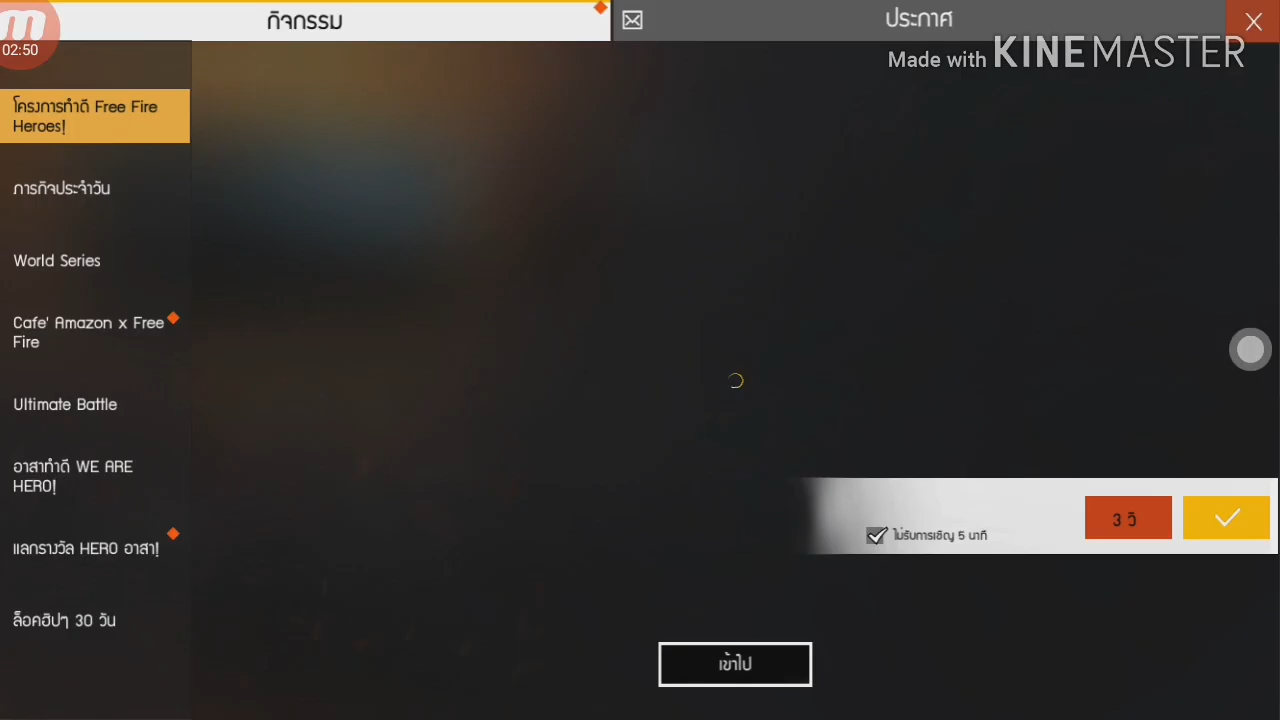 กิจกรรม
ประกาศ
02:50
Made with KINEMASTER
โครงการทำดี Free Fire
Heroes!
ภารกิจประจำวัน
World Series
Cafe' Amazon x Free
Fire
Ultimate Battle
อาสาทำดี WE ARE
HERO!
แลกรางวัล HERO อาสา!
ล็อคฮิปๆ 30 วัน
3 วิ
ไม่รับการเชิญ 5 นาที
เข้าไป